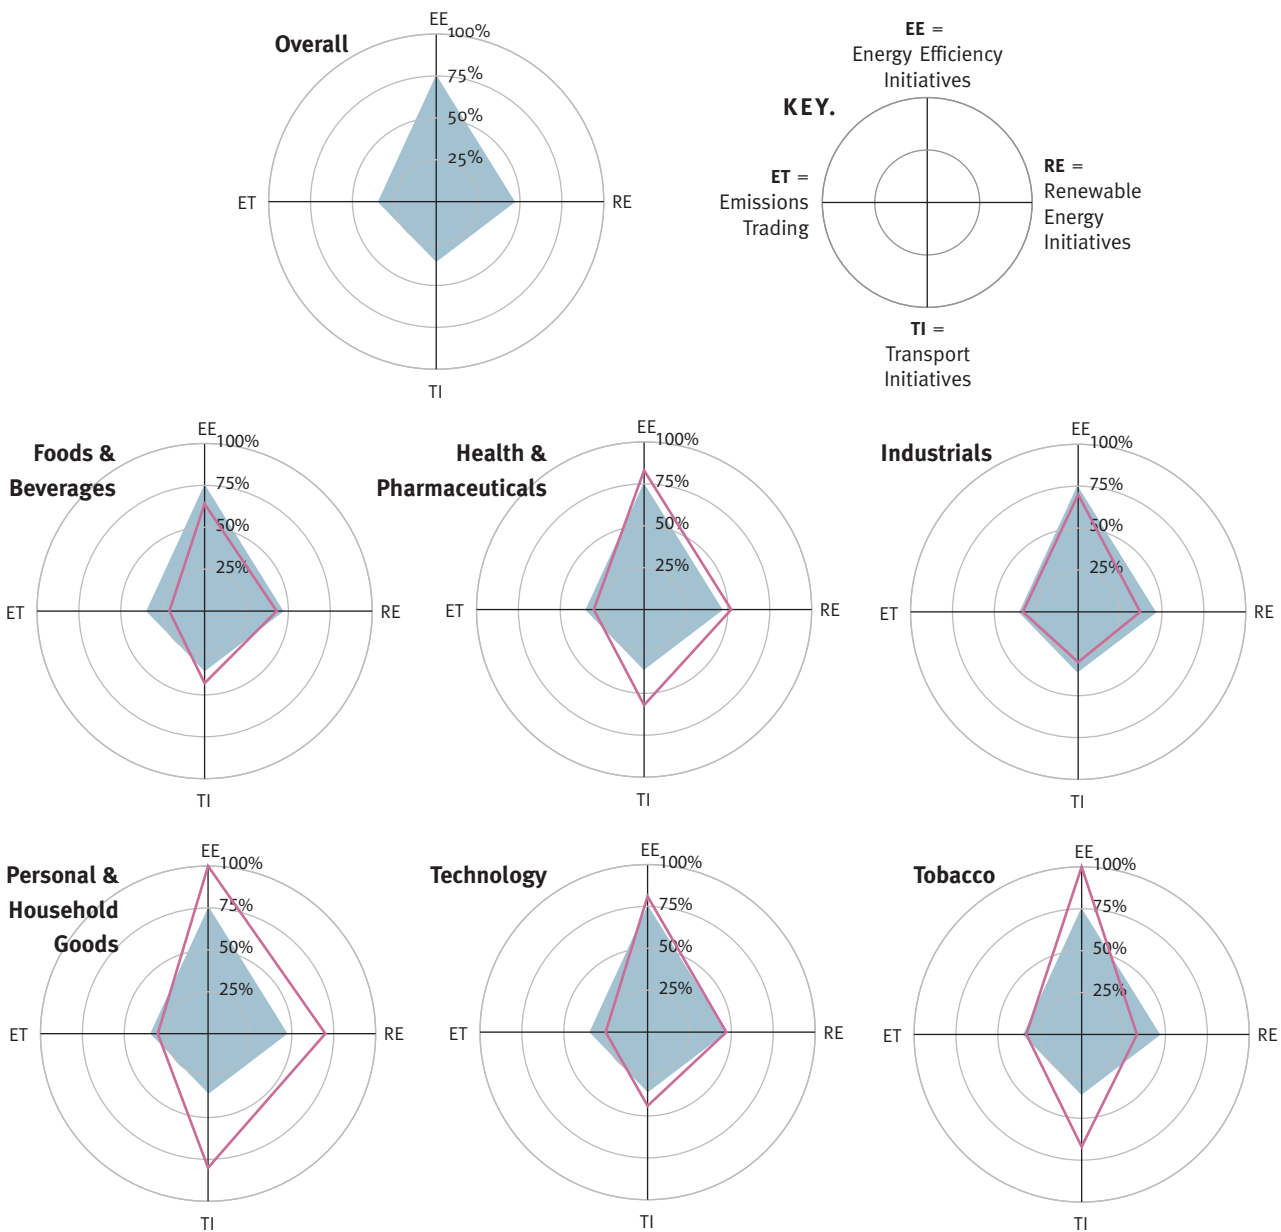 Overall
EE
100%
75%
50%
25%
ET
RE
TI
KEY.
EE =
Energy Efficiency
Initiatives
ET =
Emissions
Trading
RE =
Renewable
Energy
Initiatives
TI =
Transport
Initiatives
Foods &
Beverages
EE
100%
75%
50%
25%
ET
RE
TI
Health &
Pharmaceuticals
EE
100%
75%
50%
25%
ET
RE
TI
Industrials
EE
100%
75%
50%
25%
ET
RE
TI
Personal &
Household
Goods
EE
100%
75%
50%
25%
ET
RE
TI
Technology
EE
100%
75%
50%
25%
ET
RE
TI
Tobacco
EE
100%
75%
50%
25%
ET
RE
TI